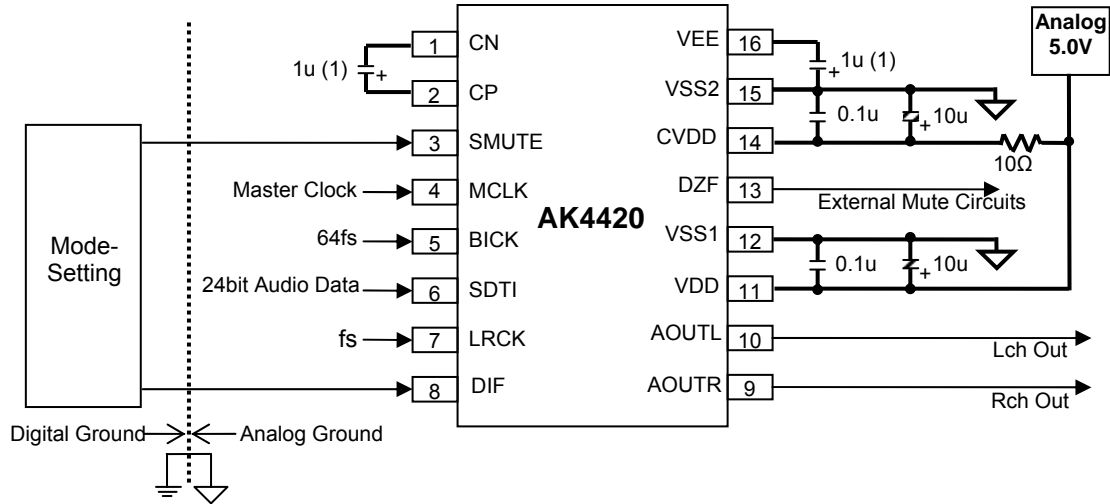 Analog
5.0V
1 CN
1u (1) +
2 CP
VEE 16
+ 1u (1)
VSS2 15
0.1u
+ 10u
CVDD 14
10Ω
3 SMUTE
Master Clock 4 MCLK
DZF 13
External Mute Circuits
AK4420
Mode-
Setting
64fs 5 BICK
VSS1 12
0.1u
+ 10u
24bit Audio Data 6 SDTI
VDD 11
fs 7 LRCK
AOUTL 10
Lch Out
8 DIF
AOUTR 9
Rch Out
Digital Ground
Analog Ground